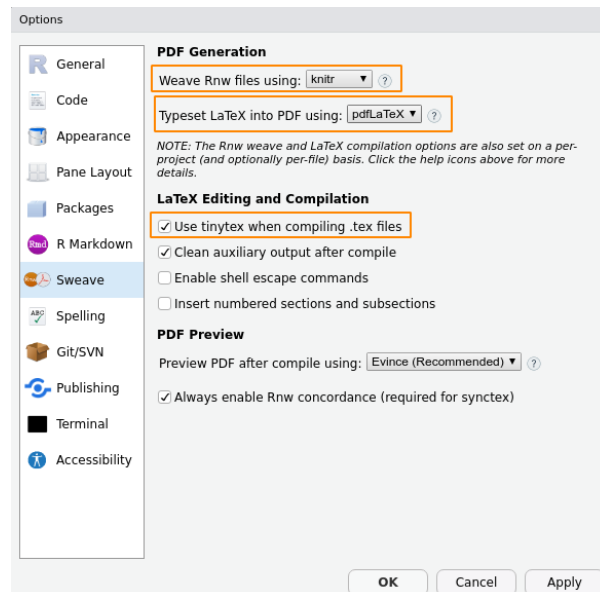 Options
General
Code
Appearance
Pane Layout
Packages
Rmd R Markdown
Sweave
ABC Spelling
Git/SVN
Publishing
Terminal
Accessibility
PDF Generation
Weave Rnw files using: knitr ?
Typeset LaTeX into PDF using: pdfLaTeX ?
NOTE: The Rnw weave and LaTeX compilation options are also set on a per-
project (and optionally per-file) basis. Click the help icons above for more
details.
LaTeX Editing and Compilation
Use tinytex when compiling .tex files
Clean auxiliary output after compile
Enable shell escape commands
Insert numbered sections and subsections
PDF Preview
Preview PDF after compile using: Evince (Recommended) ?
Always enable Rnw concordance (required for synctex)
OK Cancel Apply